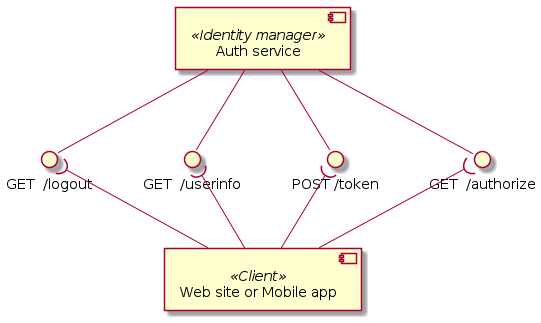 «Identity manager»
Auth service
GET /logout
GET /userinfo
POST /token
GET /authorize
«Client»
Web site or Mobile app